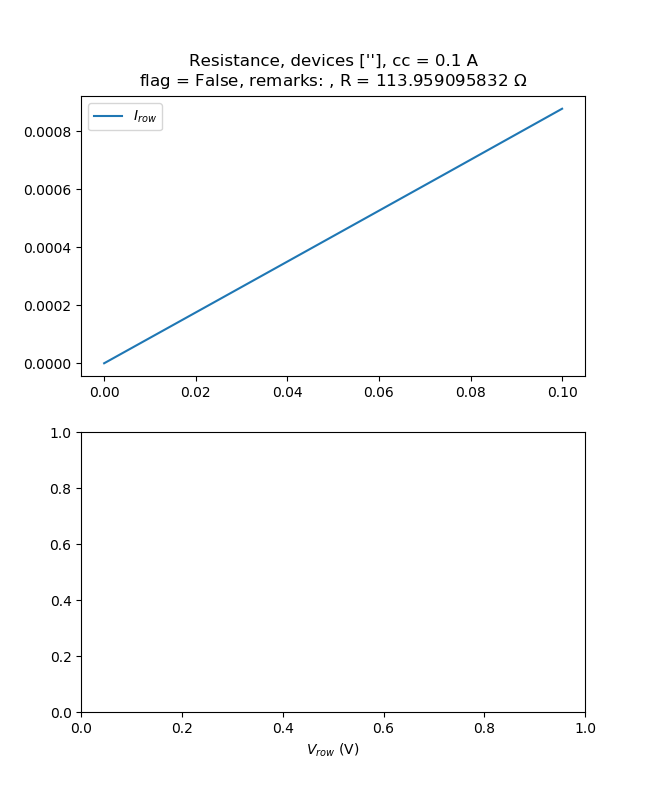 Resistance, devices [''], cc = 0.1 A
flag = False, remarks: , R = 113.959095832 Ω
I_row
0.0008
0.0006
0.0004
0.0002
0.0000
0.00 0.02 0.04 0.06 0.08 0.10
1.0
0.8
0.6
0.4
0.2
0.0
0.0 0.2 0.4 0.6 0.8 1.0
V_row (V)